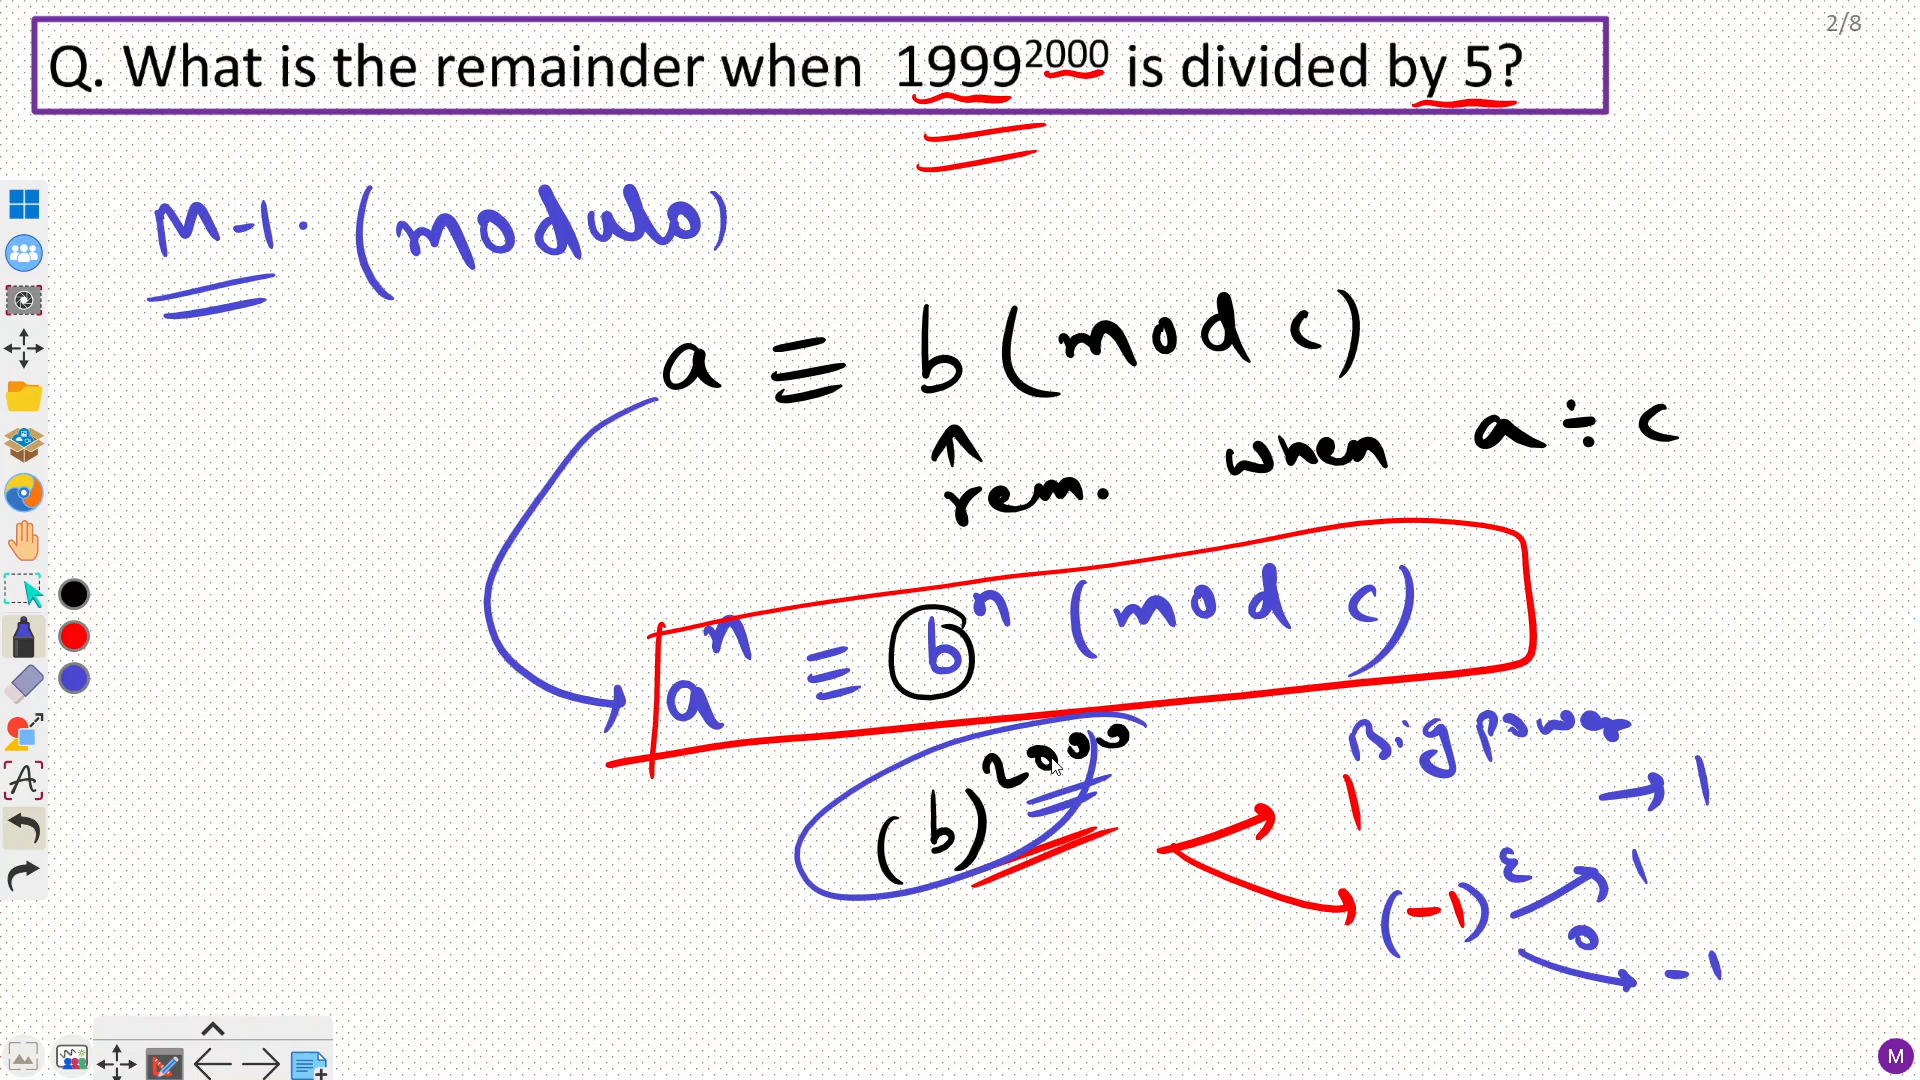 2/8
Q. What is the remainder when 1999^2000 is divided by 5?
M-1. (modulo)
a ≡ b (mod c)
↑
rem. when a ÷ c
a^n ≡ b^n (mod c)
Big power
(b)^2000
1 → 1
(-1)
ε → 1
o → -1
M